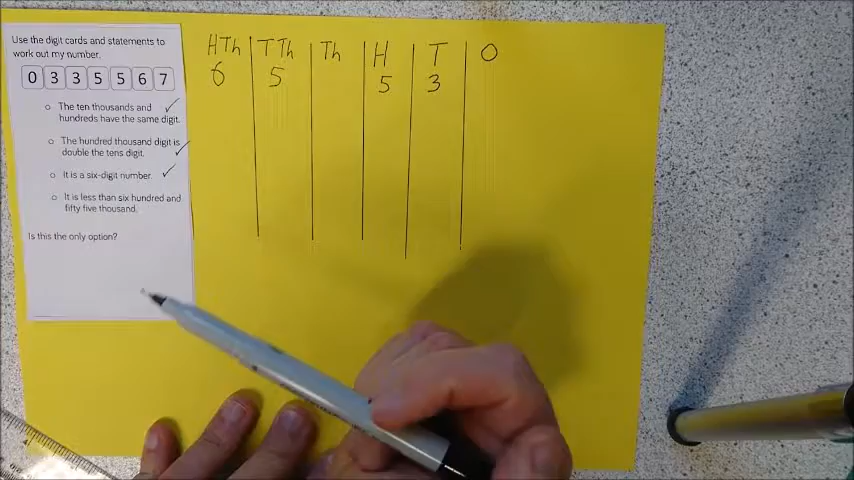 Use the digit cards and statements to
work out my number.
0 3 3 5 5 6 7
The ten thousands and
hundreds have the same digit.
The hundred thousand digit is
double the tens digit.
It is a six-digit number.
It is less than six hundred and
fifty five thousand.
Is this the only option?
HTh TTh Th H T O
6 5 5 3